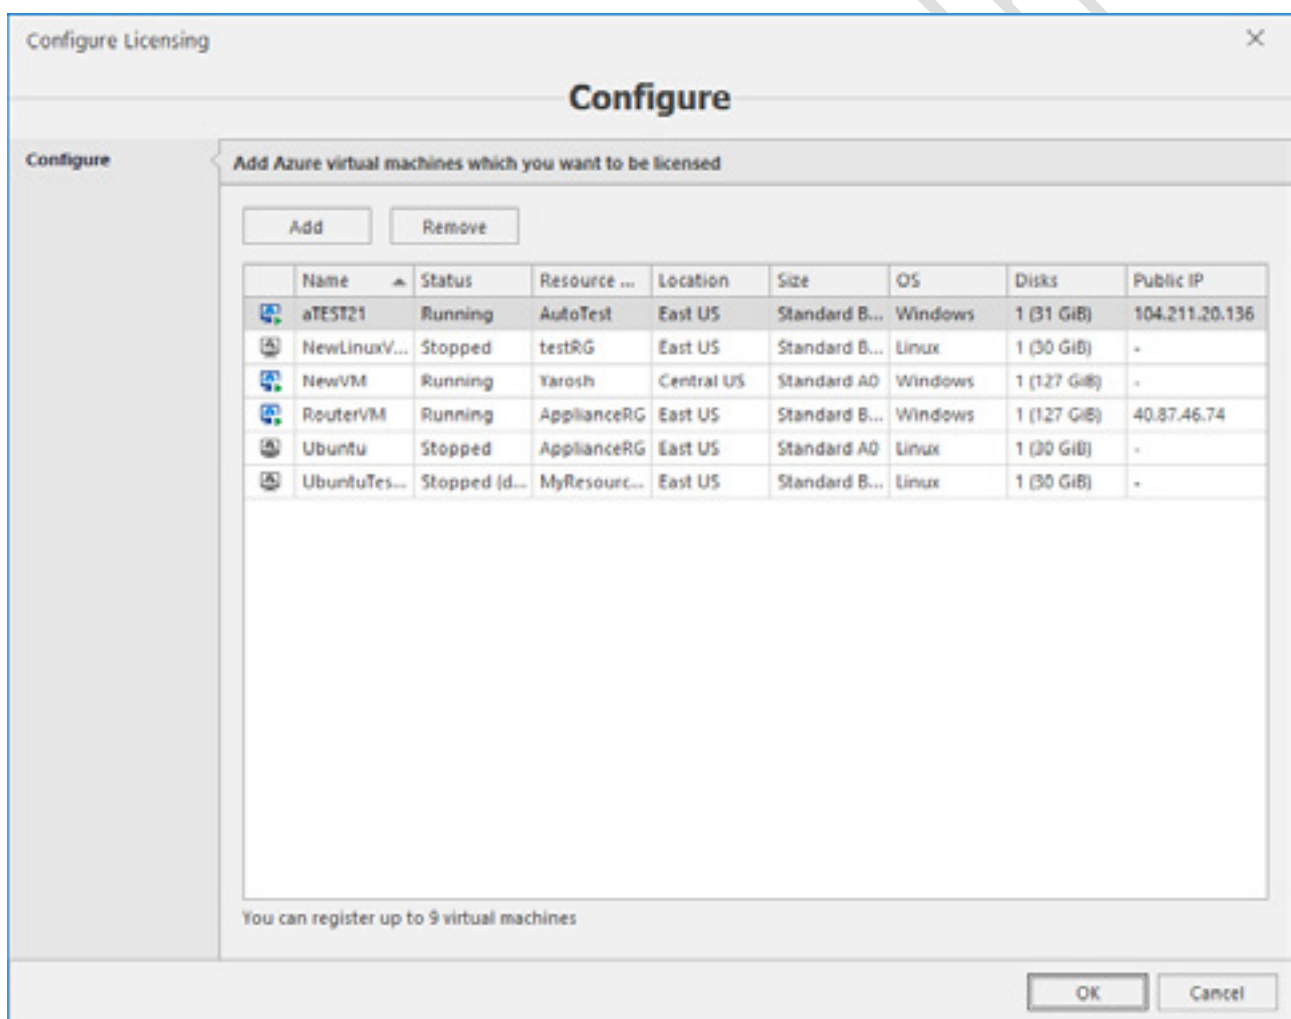 Configure Licensing
Configure
Configure
Add Azure virtual machines which you want to be licensed
Add Remove
Name Status Resource ... Location Size OS Disks Public IP
aTEST21 Running AutoTest East US Standard B... Windows 1 (31 GiB) 104.211.20.136
NewLinuxV... Stopped testRG East US Standard B... Linux 1 (30 GiB) -
NewVM Running Yarosh Central US Standard A0 Windows 1 (127 GiB) -
RouterVM Running ApplianceRG East US Standard B... Windows 1 (127 GiB) 40.87.46.74
Ubuntu Stopped ApplianceRG East US Standard A0 Linux 1 (30 GiB) -
UbuntuTes... Stopped (d... MyResourc... East US Standard B... Linux 1 (30 GiB) -
You can register up to 9 virtual machines
OK Cancel